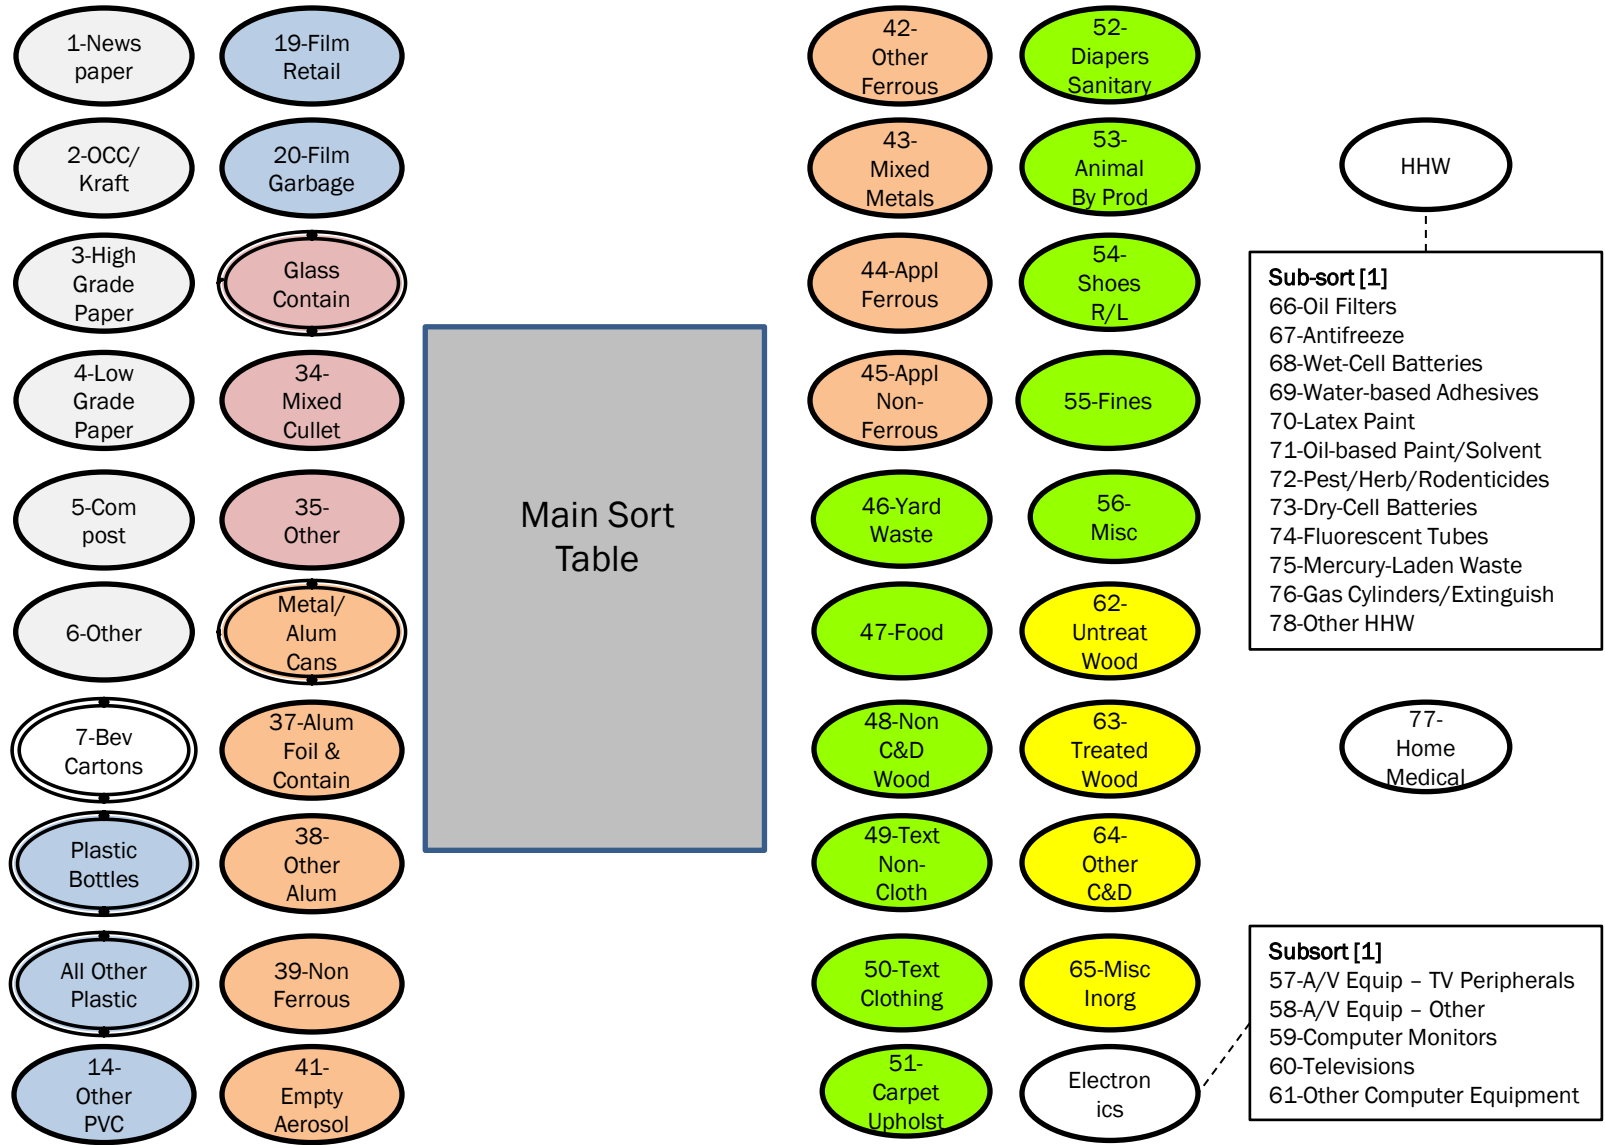 1-News
paper
19-Film
Retail
2-OCC/
Kraft
20-Film
Garbage
3-High
Grade
Paper
Glass
Contain
4-Low
Grade
Paper
34-
Mixed
Cullet
5-Com
post
35-
Other
6-Other
Metal/
Alum
Cans
7-Bev
Cartons
37-Alum
Foil &
Contain
Plastic
Bottles
38-
Other
Alum
All Other
Plastic
39-Non
Ferrous
14-
Other
PVC
41-
Empty
Aerosol
Main Sort
Table
42-
Other
Ferrous
52-
Diapers
Sanitary
43-
Mixed
Metals
53-
Animal
By Prod
44-Appl
Ferrous
54-
Shoes
R/L
45-Appl
Non-
Ferrous
55-Fines
46-Yard
Waste
56-
Misc
47-Food
62-
Untreat
Wood
48-Non
C&D
Wood
63-
Treated
Wood
49-Text
Non-
Cloth
64-
Other
C&D
50-Text
Clothing
65-Misc
Inorg
51-
Carpet
Upholst
Electron
ics
HHW
Sub-sort [1]
66-Oil Filters
67-Antifreeze
68-Wet-Cell Batteries
69-Water-based Adhesives
70-Latex Paint
71-Oil-based Paint/Solvent
72-Pest/Herb/Rodenticides
73-Dry-Cell Batteries
74-Fluorescent Tubes
75-Mercury-Laden Waste
76-Gas Cylinders/Extinguish
78-Other HHW
77-
Home
Medical
Subsort [1]
57-A/V Equip – TV Peripherals
58-A/V Equip – Other
59-Computer Monitors
60-Televisions
61-Other Computer Equipment